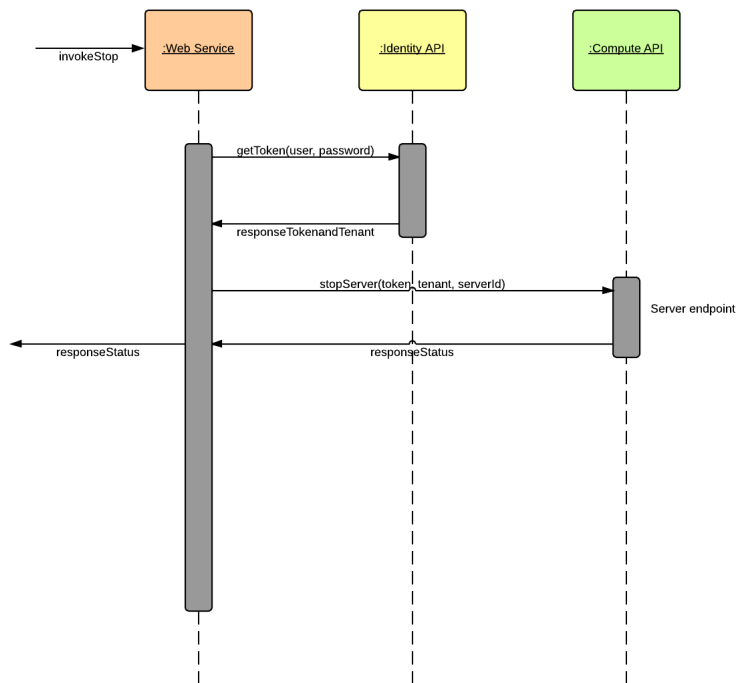 :Web Service
:Identity API
:Compute API
invokeStop
getToken(user, password)
responseTokenandTenant
stopServer(token, tenant, serverId)
Server endpoint
responseStatus
responseStatus